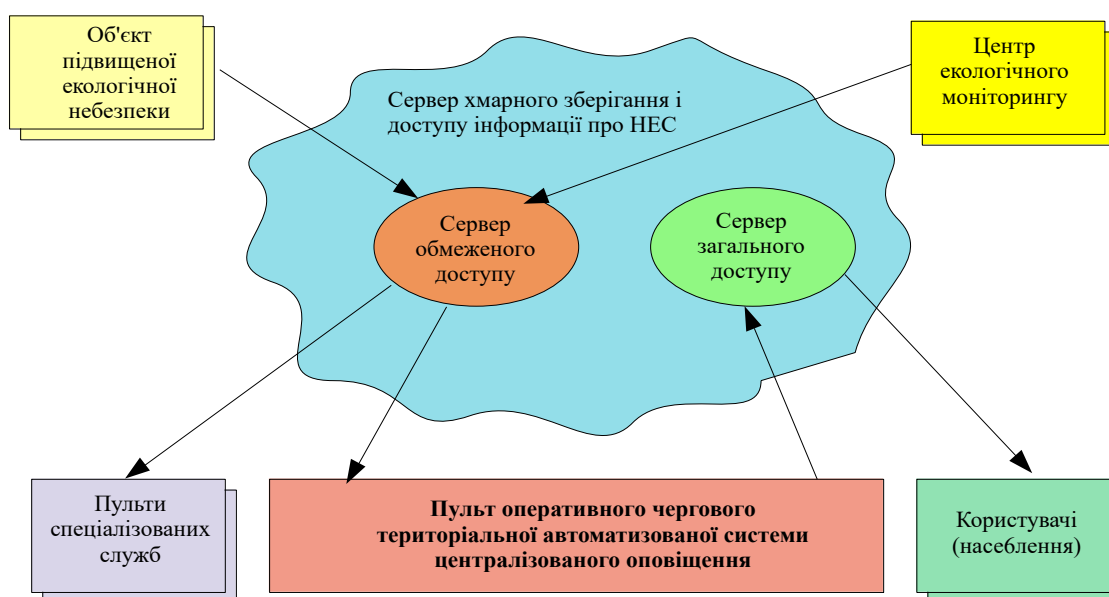 Об'єкт
підвищеної
екологічної
небезпеки
Центр
екологічного
моніторингу
Сервер хмарного зберігання і
доступу інформації про НЕС
Сервер
обмеженого
доступу
Сервер
загального
доступу
Пульти
спеціалізованих
служб
Пульт оперативного чергового
територіальної автоматизованої системи
централізованого оповіщення
Користувачі
(насе6лення)